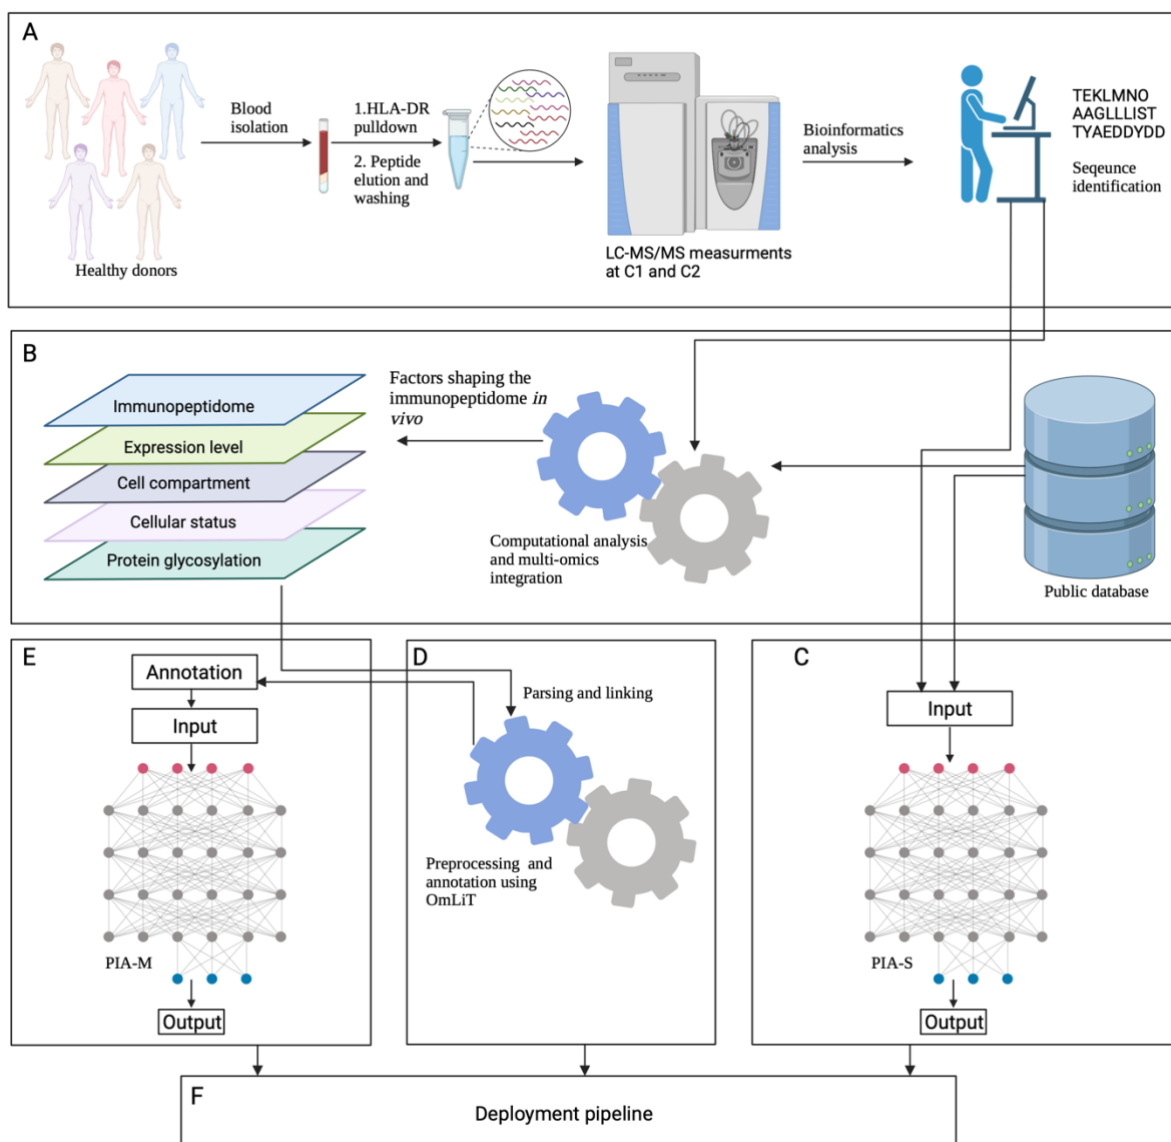 A
Blood
isolation
1.HLA-DR
pulldown
2. Peptide
elution and
washing
Bioinformatics
analysis
TEKLMNO
AAGLLLIST
TYAEDDYDD
Seqeunce
identification
Healthy donors
LC-MS/MS measurments
at C1 and C2
B
Immunopeptidome
Expression level
Cell compartment
Cellular status
Protein glycosylation
Factors shaping the
immunopeptidome in
vivo
Computational analysis
and multi-omics
integration
Public database
E
Annotation
Input
PIA-M
Output
D
Parsing and linking
Preprocessing and
annotation using
OmLiT
C
Input
PIA-S
Output
F
Deployment pipeline